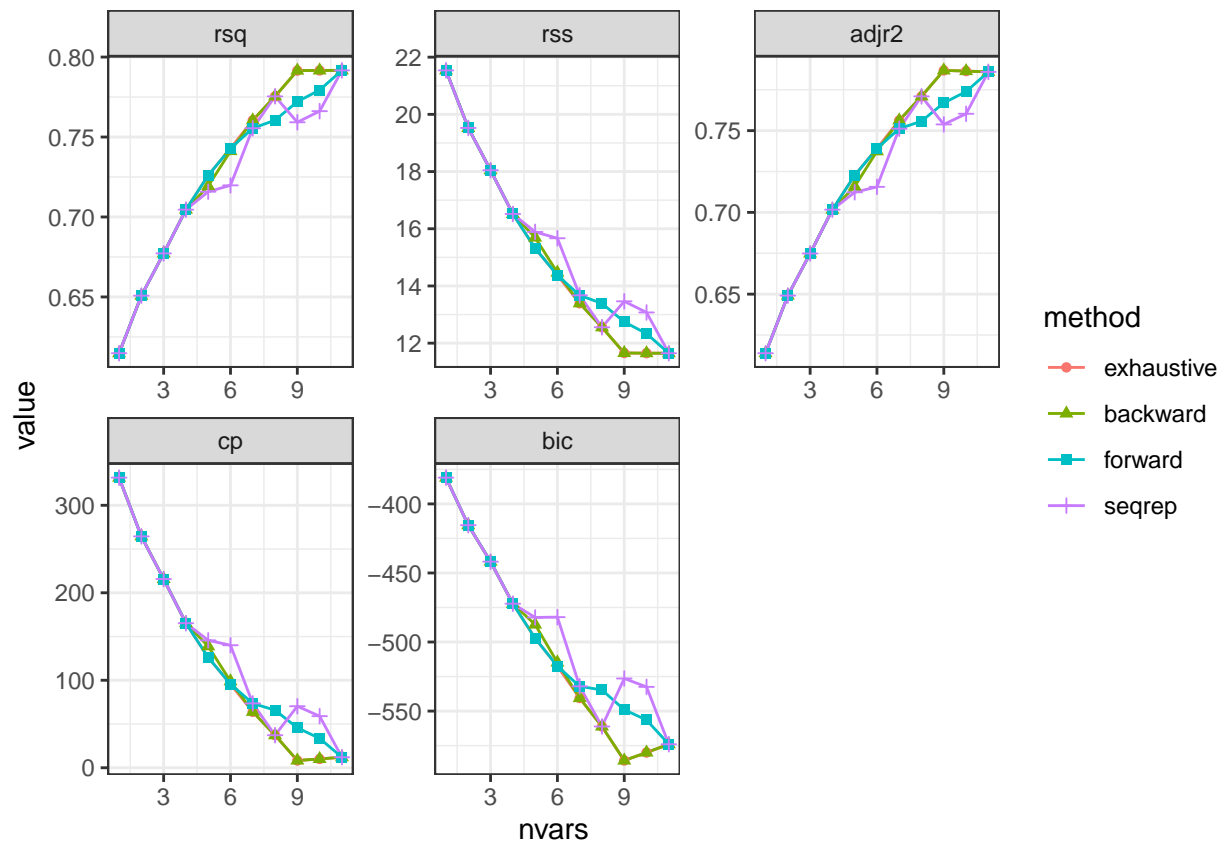 rsq
rss
adjr2
0.80
0.75
0.70
0.65
22
20
18
16
14
12
0.75
0.70
0.65
3 6 9
3 6 9
3 6 9
value
cp
bic
300
200
100
0
−400
−450
−500
−550
3 6 9
3 6 9
nvars
method
exhaustive
backward
forward
seqrep